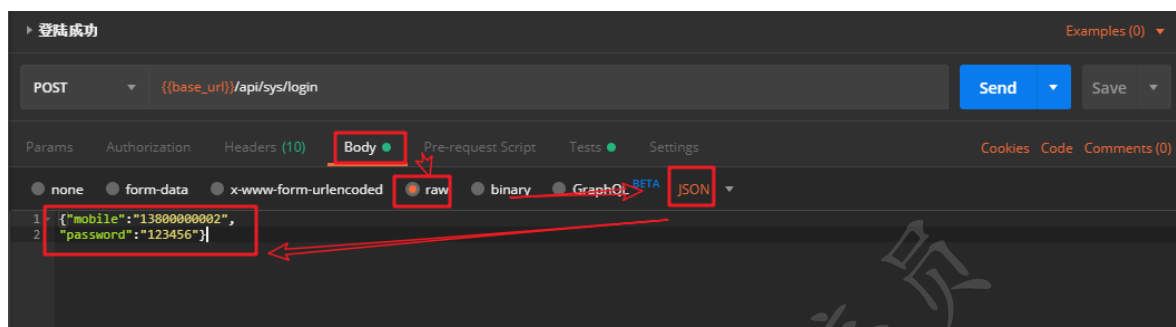 登陆成功 Examples (0)
POST {{base_url}}/api/sys/login Send Save
Params Authorization Headers (10) Body Pre-request Script Tests Settings Cookies Code Comments (0)
none form-data x-www-form-urlencoded raw binary GraphQL BETA JSON
1 {"mobile":"13800000002",
2 "password":"123456"}
员